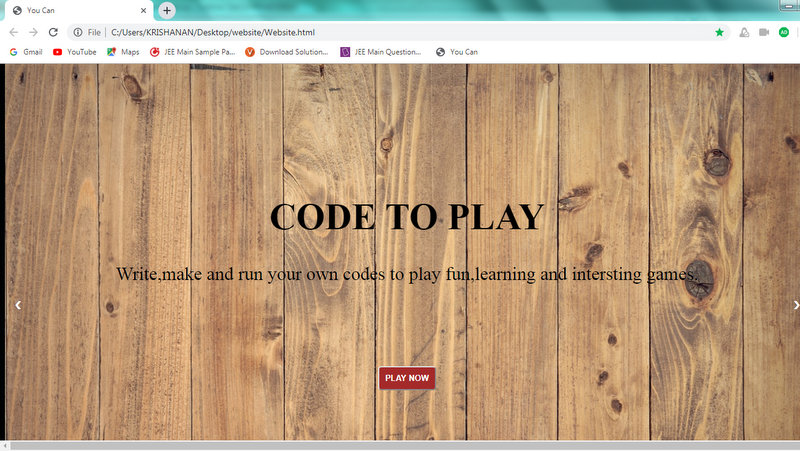 You Can
File | C:/Users/KRISHANAN/Desktop/website/Website.html
AD
Gmail YouTube Maps JEE Main Sample Pa... Download Solution... JEE Main Question... You Can
CODE TO PLAY
Write,make and run your own codes to play fun,learning and intersting games.
PLAY NOW